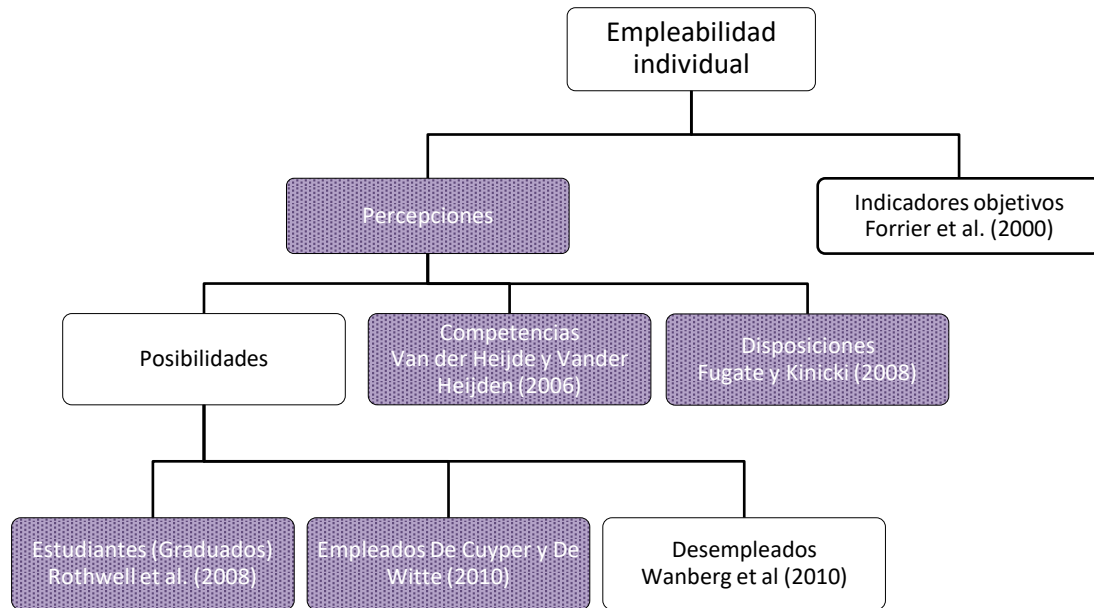 Empleabilidad
individual
Percepciones
Indicadores objetivos
Forrier et al. (2000)
Posibilidades
Competencias
Van der Heijde y Vander
Heijden (2006)
Disposiciones
Fugate y Kinicki (2008)
Estudiantes (Graduados)
Rothwell et al. (2008)
Empleados De Cuyper y De
Witte (2010)
Desempleados
Wanberg et al (2010)